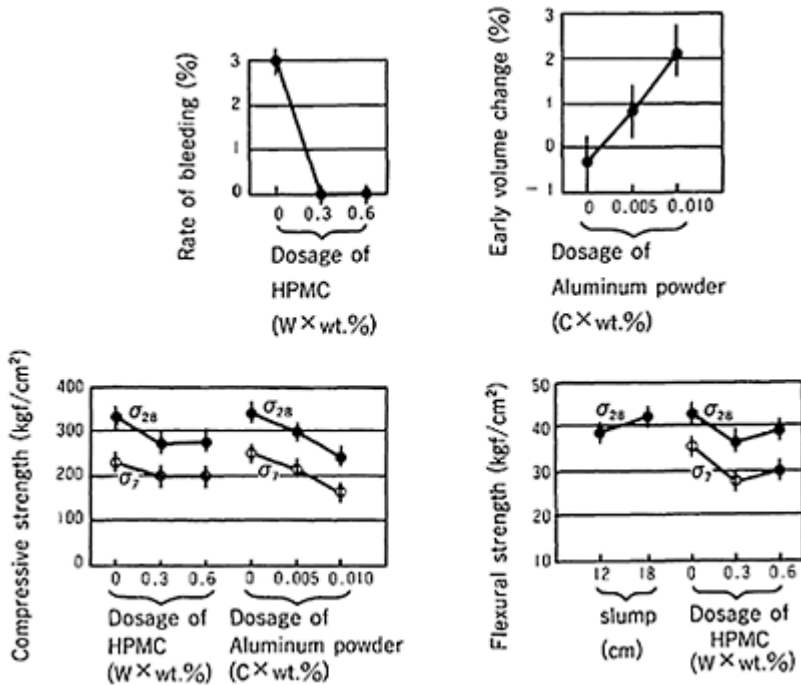 Rate of bleeding (%)
3
2
1
0
0 0.3 0.6
Dosage of
HPMC
(W×wt.%)
Early volume change (%)
2
1
0
−1
0 0.005 0.010
Dosage of
Aluminum powder
(C×wt.%)
Compressive strength (kgf/cm²)
400
300
200
100
0
σ28
σ7
σ28
σ7
0 0.3 0.6
Dosage of
HPMC
(W×wt.%)
0 0.005 0.010
Dosage of
Aluminum powder
(C×wt.%)
Flexural strength (kgf/cm²)
50
40
30
20
10
σ28
σ28
σ7
12 18
slump
(cm)
0 0.3 0.6
Dosage of
HPMC
(W×wt.%)